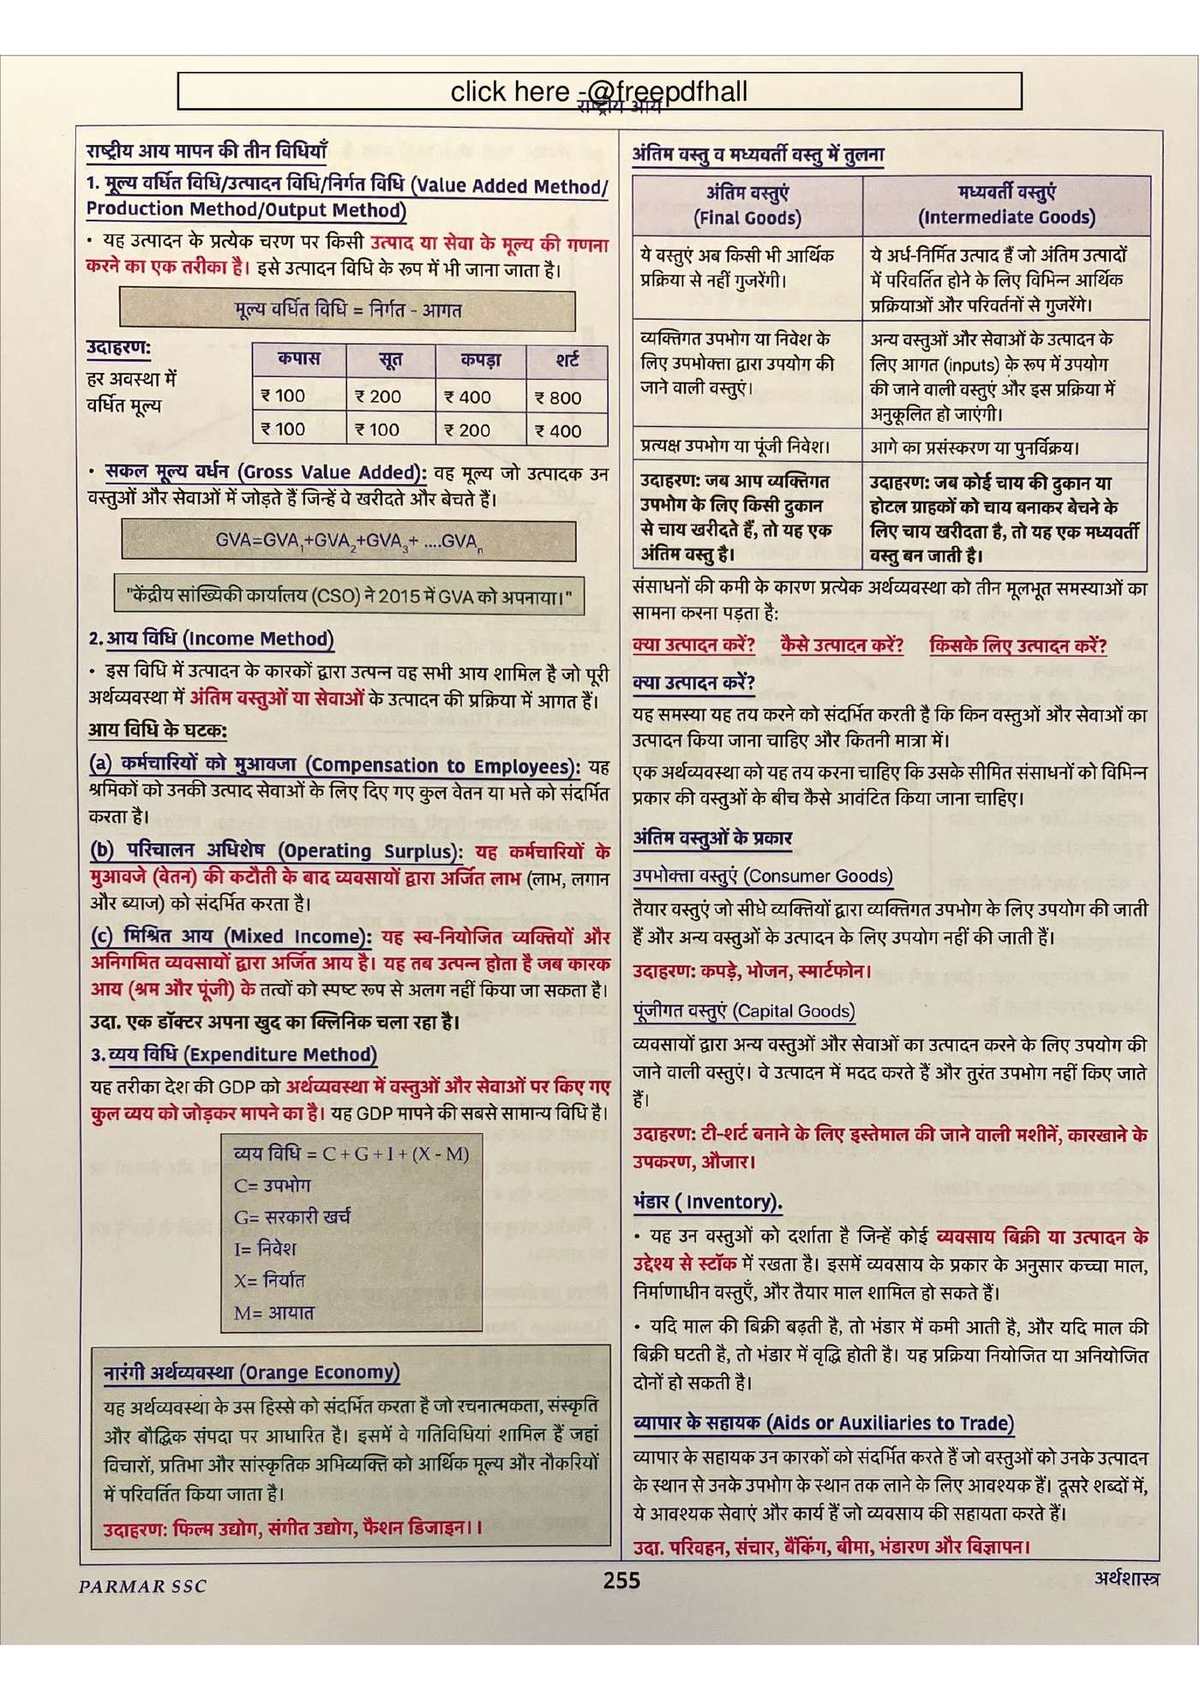 click here -@freepdfhall
राष्ट्रीय आय
राष्ट्रीय आय मापन की तीन विधियाँ
1. मूल्य वर्धित विधि/उत्पादन विधि/निर्गत विधि (Value Added Method/
Production Method/Output Method)
• यह उत्पादन के प्रत्येक चरण पर किसी उत्पाद या सेवा के मूल्य की गणना
करने का एक तरीका है। इसे उत्पादन विधि के रूप में भी जाना जाता है।
मूल्य वर्धित विधि = निर्गत - आगत
उदाहरण:
हर अवस्था में
वर्धित मूल्य
कपास सूत कपड़ा शर्ट
₹ 100 ₹ 200 ₹ 400 ₹ 800
₹ 100 ₹ 100 ₹ 200 ₹ 400
• सकल मूल्य वर्धन (Gross Value Added): वह मूल्य जो उत्पादक उन
वस्तुओं और सेवाओं में जोड़ते हैं जिन्हें वे खरीदते और बेचते हैं।
GVA=GVA₁+GVA₂+GVA₃+ ....GVAₙ
"केंद्रीय सांख्यिकी कार्यालय (CSO) ने 2015 में GVA को अपनाया।"
2. आय विधि (Income Method)
• इस विधि में उत्पादन के कारकों द्वारा उत्पन्न वह सभी आय शामिल है जो पूरी
अर्थव्यवस्था में अंतिम वस्तुओं या सेवाओं के उत्पादन की प्रक्रिया में आगत हैं।
आय विधि के घटक:
(a) कर्मचारियों को मुआवजा (Compensation to Employees): यह
श्रमिकों को उनकी उत्पाद सेवाओं के लिए दिए गए कुल वेतन या भत्ते को संदर्भित
करता है।
(b) परिचालन अधिशेष (Operating Surplus): यह कर्मचारियों के
मुआवजे (वेतन) की कटौती के बाद व्यवसायों द्वारा अर्जित लाभ (लाभ, लगान
और ब्याज) को संदर्भित करता है।
(c) मिश्रित आय (Mixed Income): यह स्व-नियोजित व्यक्तियों और
अनिगमित व्यवसायों द्वारा अर्जित आय है। यह तब उत्पन्न होता है जब कारक
आय (श्रम और पूंजी) के तत्वों को स्पष्ट रूप से अलग नहीं किया जा सकता है।
उदा. एक डॉक्टर अपना खुद का क्लिनिक चला रहा है।
3. व्यय विधि (Expenditure Method)
यह तरीका देश की GDP को अर्थव्यवस्था में वस्तुओं और सेवाओं पर किए गए
कुल व्यय को जोड़कर मापने का है। यह GDP मापने की सबसे सामान्य विधि है।
व्यय विधि = C + G + I + (X - M)
C= उपभोग
G= सरकारी खर्च
I= निवेश
X= निर्यात
M= आयात
नारंगी अर्थव्यवस्था (Orange Economy)
यह अर्थव्यवस्था के उस हिस्से को संदर्भित करता है जो रचनात्मकता, संस्कृति
और बौद्धिक संपदा पर आधारित है। इसमें वे गतिविधियां शामिल हैं जहां
विचारों, प्रतिभा और सांस्कृतिक अभिव्यक्ति को आर्थिक मूल्य और नौकरियों
में परिवर्तित किया जाता है।
उदाहरण: फिल्म उद्योग, संगीत उद्योग, फैशन डिजाइन।।
अंतिम वस्तु व मध्यवर्ती वस्तु में तुलना
अंतिम वस्तुएं मध्यवर्ती वस्तुएं
(Final Goods) (Intermediate Goods)
ये वस्तुएं अब किसी भी आर्थिक
प्रक्रिया से नहीं गुजरेंगी।
ये अर्ध-निर्मित उत्पाद हैं जो अंतिम उत्पादों
में परिवर्तित होने के लिए विभिन्न आर्थिक
प्रक्रियाओं और परिवर्तनों से गुजरेंगे।
व्यक्तिगत उपभोग या निवेश के
लिए उपभोक्ता द्वारा उपयोग की
जाने वाली वस्तुएं।
अन्य वस्तुओं और सेवाओं के उत्पादन के
लिए आगत (inputs) के रूप में उपयोग
की जाने वाली वस्तुएं और इस प्रक्रिया में
अनुकूलित हो जाएंगी।
प्रत्यक्ष उपभोग या पूंजी निवेश।
आगे का प्रसंस्करण या पुनर्विक्रय।
उदाहरण: जब आप व्यक्तिगत
उपभोग के लिए किसी दुकान
से चाय खरीदते हैं, तो यह एक
अंतिम वस्तु है।
उदाहरण: जब कोई चाय की दुकान या
होटल ग्राहकों को चाय बनाकर बेचने के
लिए चाय खरीदता है, तो यह एक मध्यवर्ती
वस्तु बन जाती है।
संसाधनों की कमी के कारण प्रत्येक अर्थव्यवस्था को तीन मूलभूत समस्याओं का
सामना करना पड़ता है:
क्या उत्पादन करें? कैसे उत्पादन करें? किसके लिए उत्पादन करें?
क्या उत्पादन करें?
यह समस्या यह तय करने को संदर्भित करती है कि किन वस्तुओं और सेवाओं का
उत्पादन किया जाना चाहिए और कितनी मात्रा में।
एक अर्थव्यवस्था को यह तय करना चाहिए कि उसके सीमित संसाधनों को विभिन्न
प्रकार की वस्तुओं के बीच कैसे आवंटित किया जाना चाहिए।
अंतिम वस्तुओं के प्रकार
उपभोक्ता वस्तुएं (Consumer Goods)
तैयार वस्तुएं जो सीधे व्यक्तियों द्वारा व्यक्तिगत उपभोग के लिए उपयोग की जाती
हैं और अन्य वस्तुओं के उत्पादन के लिए उपयोग नहीं की जाती हैं।
उदाहरण: कपड़े, भोजन, स्मार्टफोन।
पूंजीगत वस्तुएं (Capital Goods)
व्यवसायों द्वारा अन्य वस्तुओं और सेवाओं का उत्पादन करने के लिए उपयोग की
जाने वाली वस्तुएं। वे उत्पादन में मदद करते हैं और तुरंत उपभोग नहीं किए जाते
हैं।
उदाहरण: टी-शर्ट बनाने के लिए इस्तेमाल की जाने वाली मशीनें, कारखाने के
उपकरण, औजार।
भंडार ( Inventory).
• यह उन वस्तुओं को दर्शाता है जिन्हें कोई व्यवसाय बिक्री या उत्पादन के
उद्देश्य से स्टॉक में रखता है। इसमें व्यवसाय के प्रकार के अनुसार कच्चा माल,
निर्माणाधीन वस्तुएँ, और तैयार माल शामिल हो सकते हैं।
• यदि माल की बिक्री बढ़ती है, तो भंडार में कमी आती है, और यदि माल की
बिक्री घटती है, तो भंडार में वृद्धि होती है। यह प्रक्रिया नियोजित या अनियोजित
दोनों हो सकती है।
व्यापार के सहायक (Aids or Auxiliaries to Trade)
व्यापार के सहायक उन कारकों को संदर्भित करते हैं जो वस्तुओं को उनके उत्पादन
के स्थान से उनके उपभोग के स्थान तक लाने के लिए आवश्यक हैं। दूसरे शब्दों में,
ये आवश्यक सेवाएं और कार्य हैं जो व्यवसाय की सहायता करते हैं।
उदा. परिवहन, संचार, बैंकिंग, बीमा, भंडारण और विज्ञापन।
PARMAR SSC
255
अर्थशास्त्र